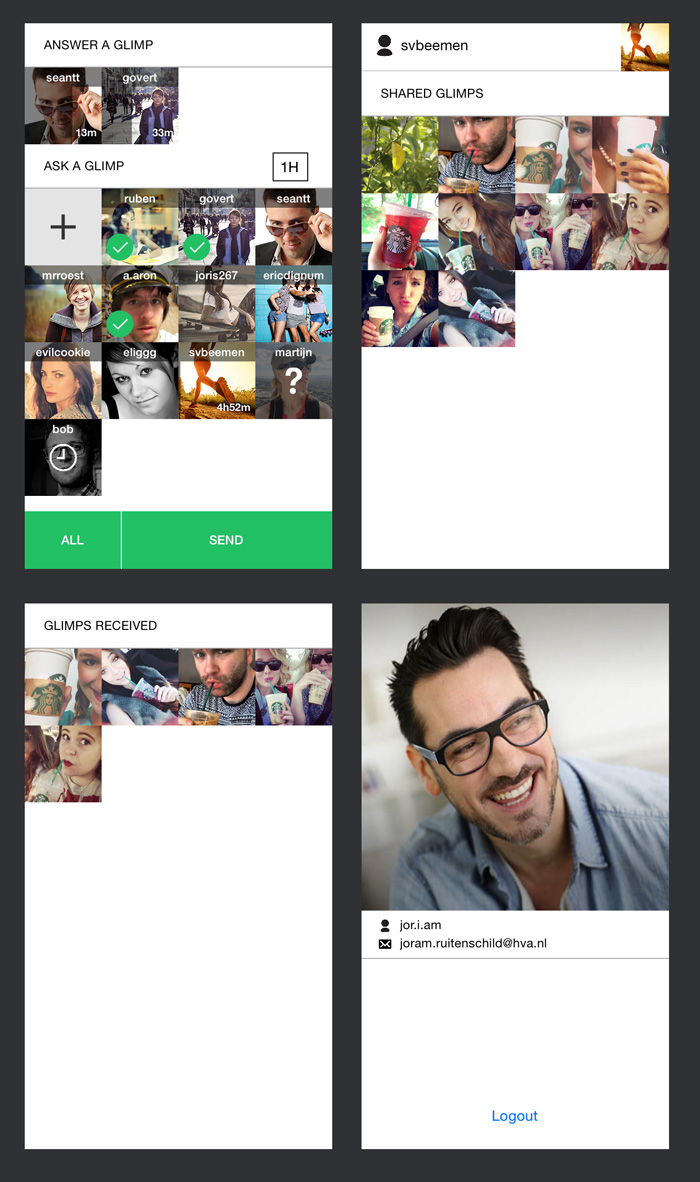 ANSWER A GLIMP
seantt
govert
13m
33m
ASK A GLIMP
1H
ruben
govert
seantt
mrroest
a.aron
joris267
ericdignum
evilcookie
eliggg
svbeemen
martijn
4h52m
?
bob
ALL
SEND
svbeemen
SHARED GLIMPS
GLIMPS RECEIVED
jor.i.am
joram.ruitenschild@hva.nl
Logout